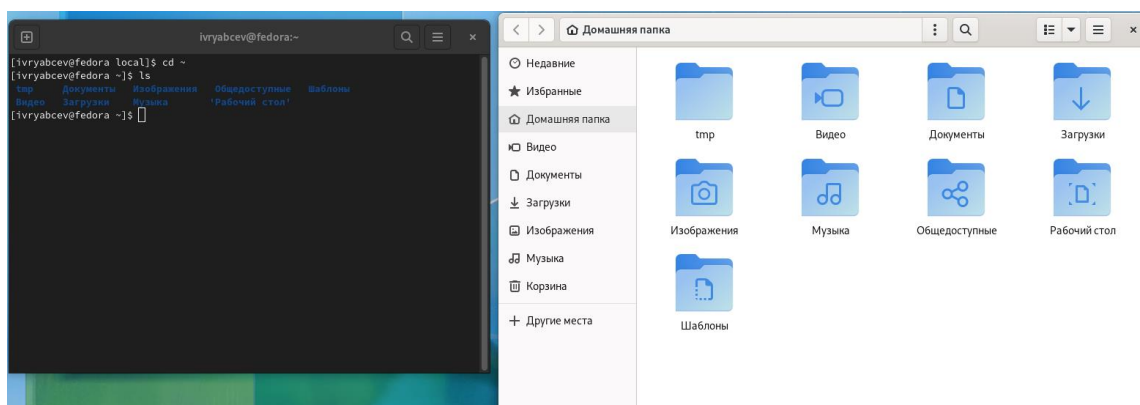 ivryabcev@fedora:~
[ivryabcev@fedora local]$ cd ~
[ivryabcev@fedora ~]$ ls
tmp Документы Изображения Общедоступные Шаблоны
Видео Загрузки Музыка 'Рабочий стол'
[ivryabcev@fedora ~]$
Домашняя папка
Недавние
Избранные
Домашняя папка
Видео
Документы
Загрузки
Изображения
Музыка
Корзина
Другие места
tmp Видео Документы Загрузки
Изображения Музыка Общедоступные Рабочий стол
Шаблоны